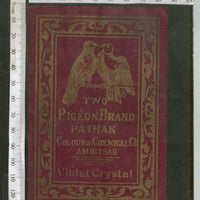 TWO
PIGEON BRAND
PATHAK
COLOUR & CHEMICAL Co
AMRITSAR
Violet Crystal